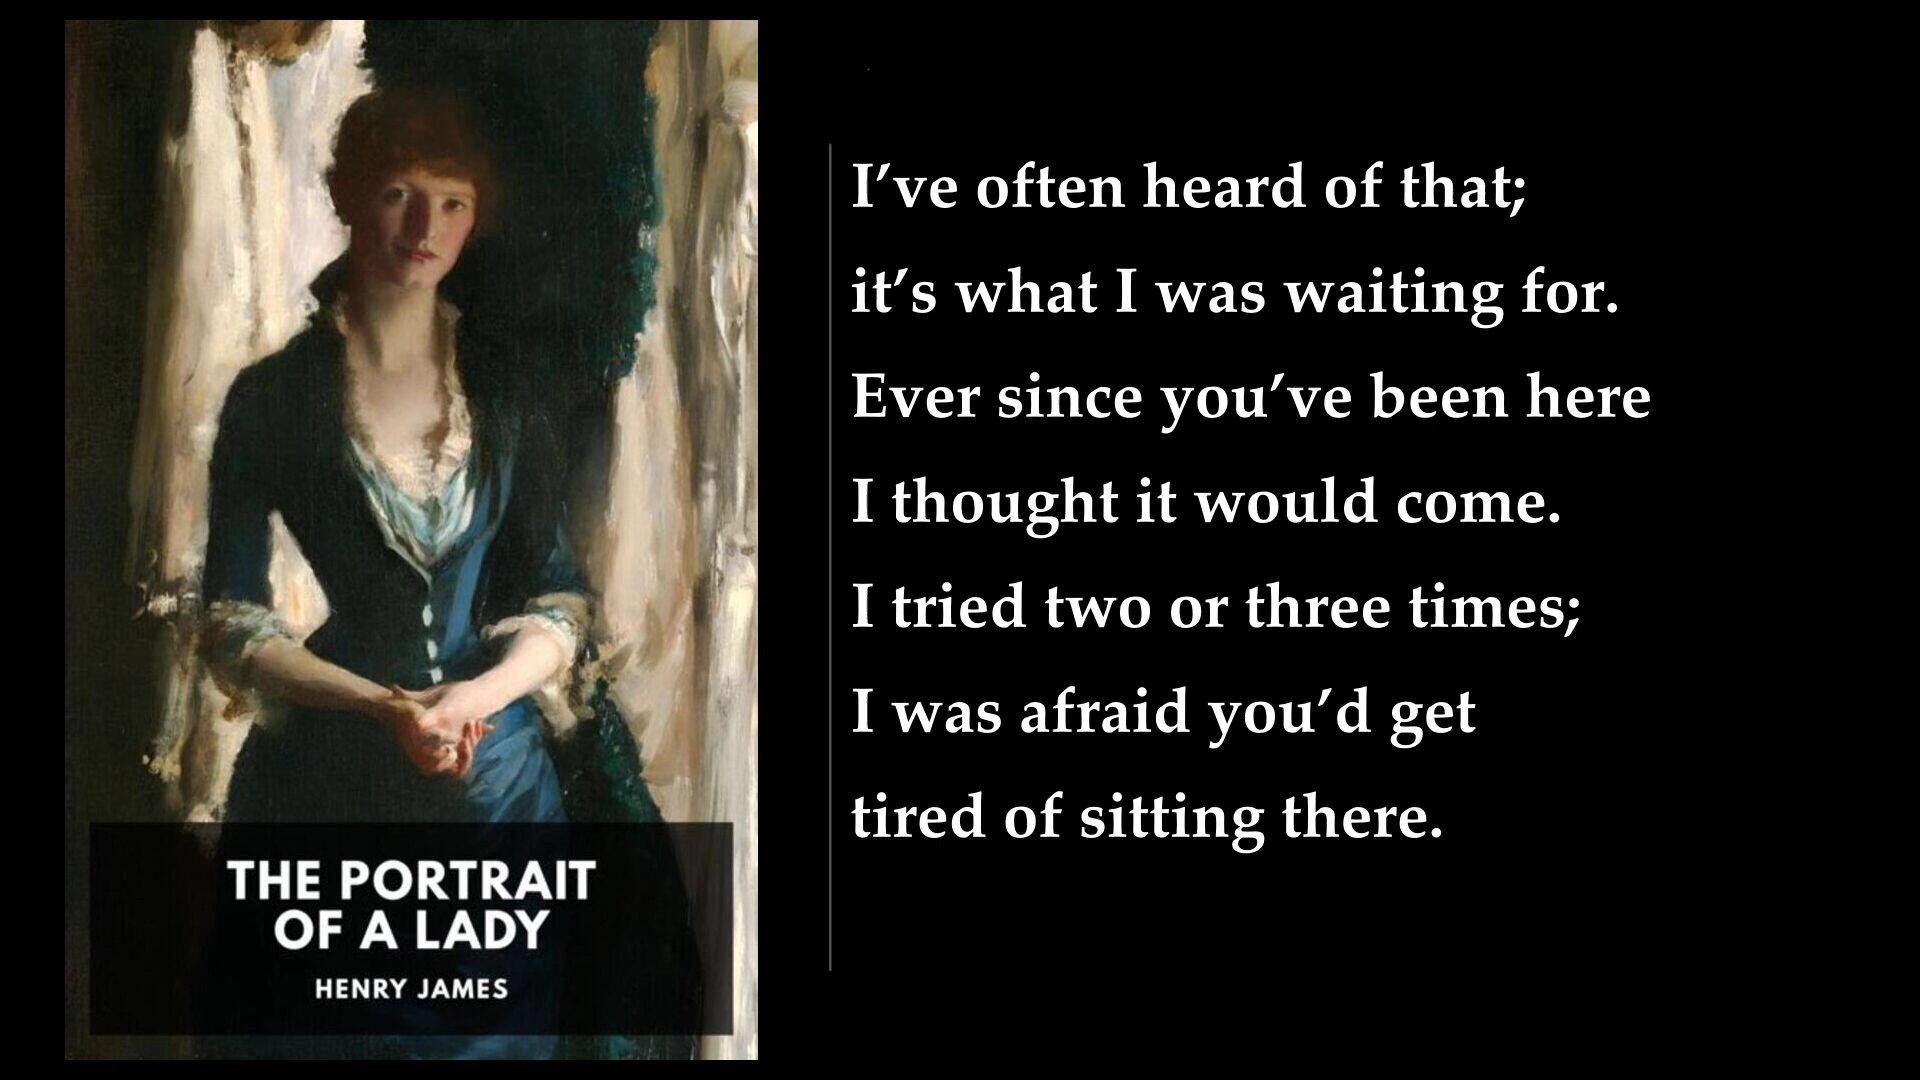 THE PORTRAIT
OF A LADY
HENRY JAMES
I’ve often heard of that;
it’s what I was waiting for.
Ever since you’ve been here
I thought it would come.
I tried two or three times;
I was afraid you’d get
tired of sitting there.